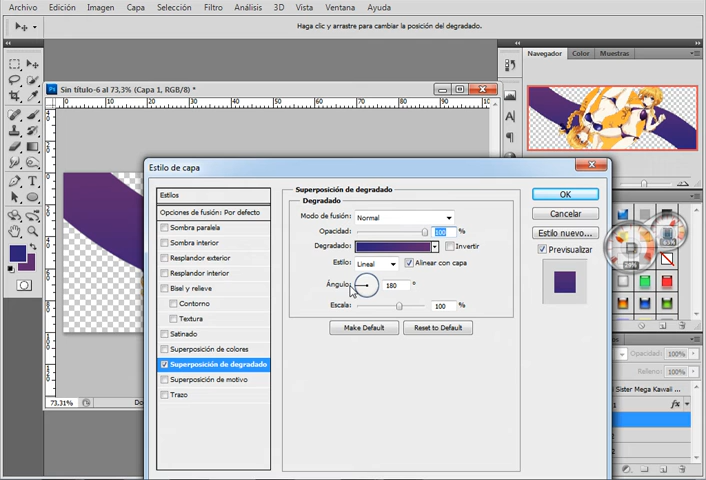 Archivo Edición Imagen Capa Selección Filtro Análisis 3D Vista Ventana Ayuda
Haga clic y arrastre para cambiar la posición del degradado.
Navegador Color Muestras
Sin título-6 al 73,3% (Capa 1, RGB/8) *
Estilo de capa
Estilos
Opciones de fusión: Por defecto
Sombra paralela
Sombra interior
Resplandor exterior
Resplandor interior
Bisel y relieve
Contorno
Textura
Satinado
Superposición de colores
Superposición de degradado
Superposición de motivo
Trazo
Superposición de degradado
Degradado
Modo de fusión: Normal
Opacidad: 100 %
Degradado: Invertir
Estilo: Lineal Alinear con capa
Ángulo: 180 °
Escala: 100 %
Make Default Reset to Default
OK
Cancelar
Estilo nuevo...
Previsualizar
Opacidad: 100%
Relleno: 100%
Sister Mega Kawaii
fx
73,31%